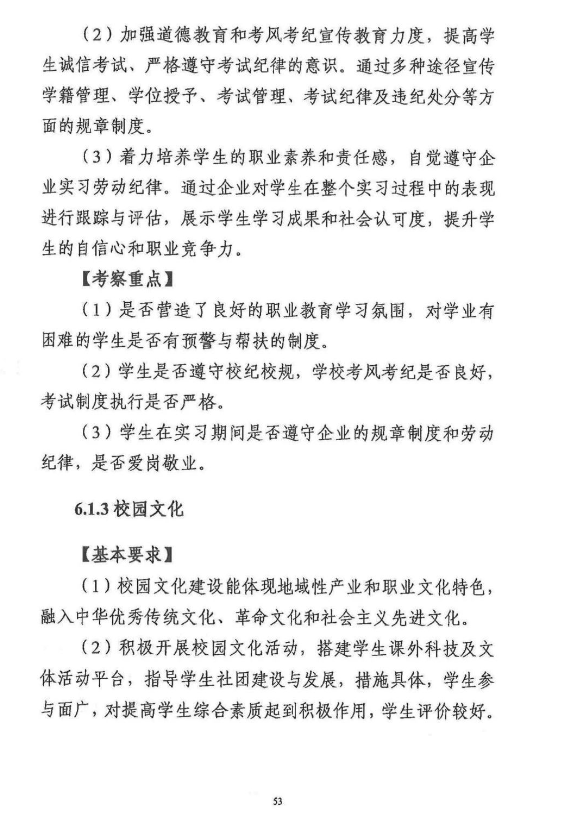 （2）加强道德教育和考风考纪宣传教育力度，提高学
生诚信考试、严格遵守考试纪律的意识。通过多种途径宣传
学籍管理、学位授予、考试管理、考试纪律及违纪处分等方
面的规章制度。
（3）着力培养学生的职业素养和责任感，自觉遵守企
业实习劳动纪律。通过企业对学生在整个实习过程中的表现
进行跟踪与评估，展示学生学习成果和社会认可度，提升学
生的自信心和职业竞争力。
【考察重点】
（1）是否营造了良好的职业教育学习氛围，对学业有
困难的学生是否有预警与帮扶的制度。
（2）学生是否遵守校纪校规，学校考风考纪是否良好，
考试制度执行是否严格。
（3）学生在实习期间是否遵守企业的规章制度和劳动
纪律，是否爱岗敬业。
6.1.3 校园文化
【基本要求】
（1）校园文化建设能体现地域性产业和职业文化特色，
融入中华优秀传统文化、革命文化和社会主义先进文化。
（2）积极开展校园文化活动，搭建学生课外科技及文
体活动平台，指导学生社团建设与发展，措施具体，学生参
与面广，对提高学生综合素质起到积极作用，学生评价较好。
53